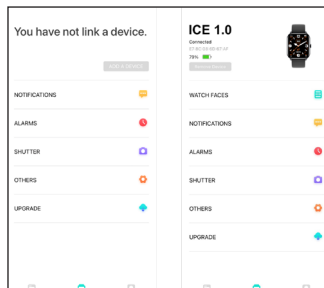 You have not link a device.
ADD A DEVICE
NOTIFICATIONS
ALARMS
SHUTTER
OTHERS
UPGRADE
ICE 1.0
Connected
79%
WATCH FACES
NOTIFICATIONS
ALARMS
SHUTTER
OTHERS
UPGRADE